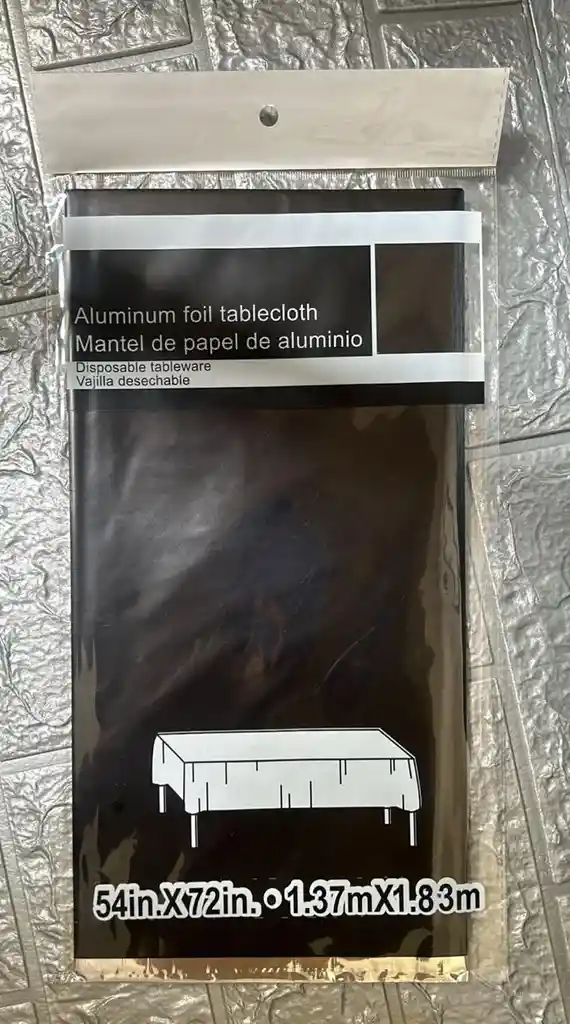 Aluminum foil tablecloth
Mantel de papel de aluminio
Disposable tableware
Vajilla desechable
54in.X72in. • 1.37mX1.83m